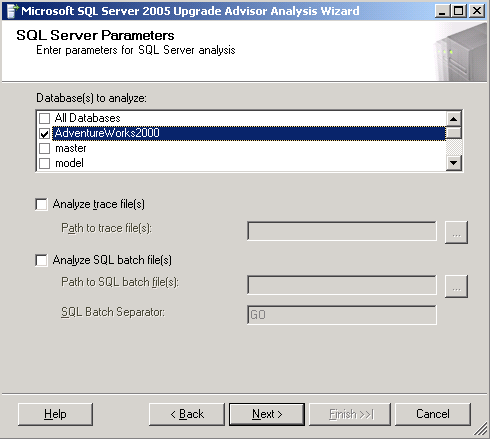 Microsoft SQL Server 2005 Upgrade Advisor Analysis Wizard
SQL Server Parameters
Enter parameters for SQL Server analysis
Database(s) to analyze:
All Databases
AdventureWorks2000
master
model
Analyze trace file(s)
Path to trace file(s):
...
Analyze SQL batch file(s)
Path to SQL batch file(s):
...
SQL Batch Separator:
GO
Help
< Back
Next >
Finish >>|
Cancel